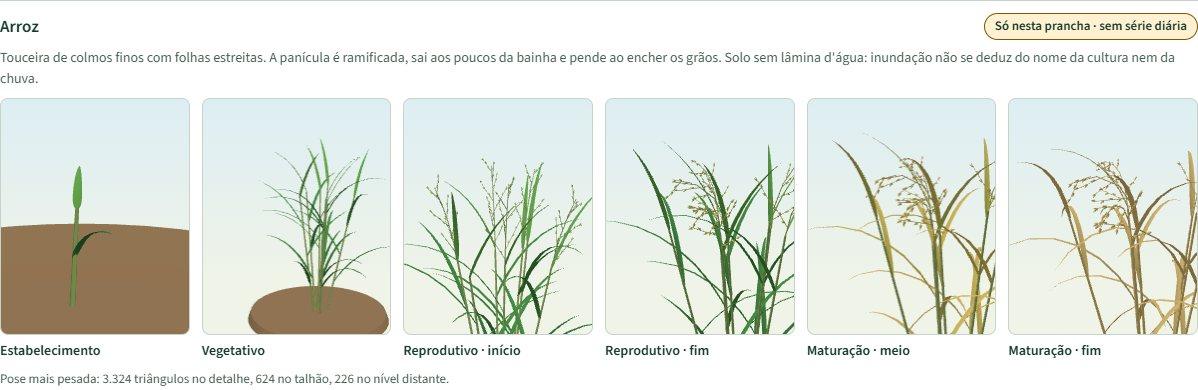 Arroz
Só nesta prancha · sem série diária
Touceira de colmos finos com folhas estreitas. A panícula é ramificada, sai aos poucos da bainha e pende ao encher os grãos. Solo sem lâmina d'água: inundação não se deduz do nome da cultura nem da
chuva.
Estabelecimento
Vegetativo
Reprodutivo · início
Reprodutivo · fim
Maturação · meio
Maturação · fim
Pose mais pesada: 3.324 triângulos no detalhe, 624 no talhão, 226 no nível distante.